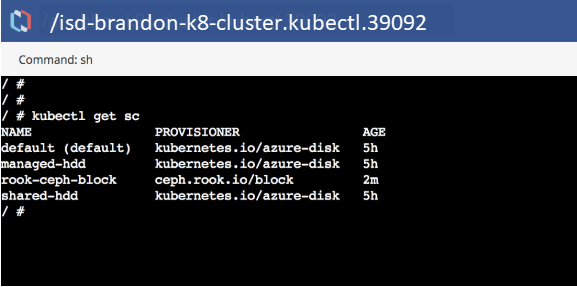 /isd-brandon-k8-cluster.kubectl.39092
Command: sh
/ #
/ #
/ # kubectl get sc
NAME PROVISIONER AGE
default (default) kubernetes.io/azure-disk 5h
managed-hdd kubernetes.io/azure-disk 5h
rook-ceph-block ceph.rook.io/block 2m
shared-hdd kubernetes.io/azure-disk 5h
/ #